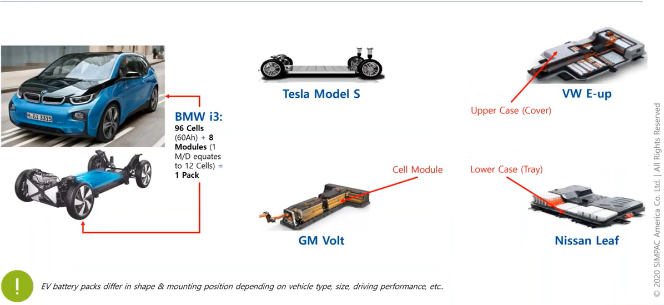 BMW i3:
96 Cells
(60Ah) + 8
Modules (1
M/D equates
to 12 Cells) =
1 Pack
Tesla Model S
Upper Case (Cover)
VW E-up
Cell Module
GM Volt
Lower Case (Tray)
Nissan Leaf
!
EV battery packs differ in shape & mounting position depending on vehicle type, size, driving performance, etc..
© 2020 SIMPAC America Co. Ltd. | All Rights Reserved